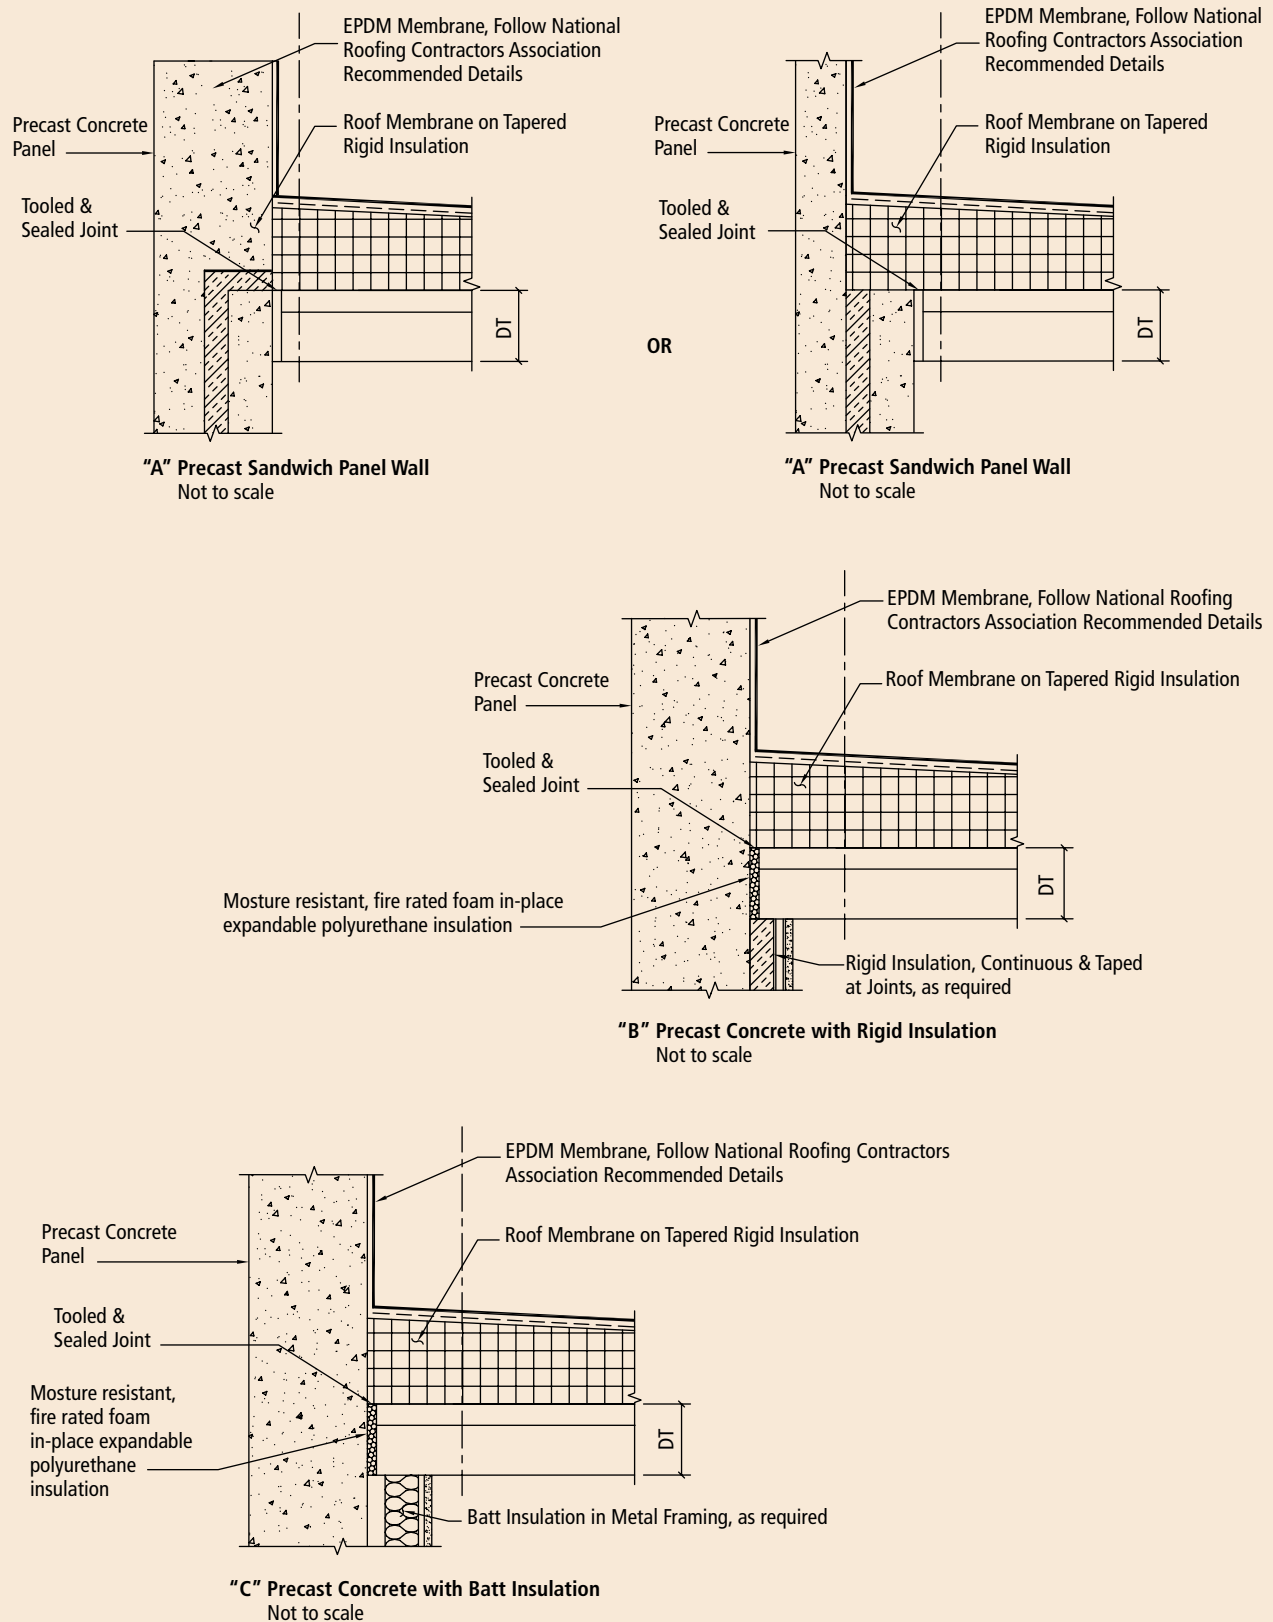 EPDM Membrane, Follow National
Roofing Contractors Association
Recommended Details
Precast Concrete
Panel
Roof Membrane on Tapered
Rigid Insulation
Tooled &
Sealed Joint
DT
"A" Precast Sandwich Panel Wall
Not to scale
OR
EPDM Membrane, Follow National
Roofing Contractors Association
Recommended Details
Precast Concrete
Panel
Roof Membrane on Tapered
Rigid Insulation
Tooled &
Sealed Joint
DT
"A" Precast Sandwich Panel Wall
Not to scale
EPDM Membrane, Follow National Roofing
Contractors Association Recommended Details
Precast Concrete
Panel
Roof Membrane on Tapered Rigid Insulation
Tooled &
Sealed Joint
DT
Mosture resistant, fire rated foam in-place
expandable polyurethane insulation
Rigid Insulation, Continuous & Taped
at Joints, as required
"B" Precast Concrete with Rigid Insulation
Not to scale
EPDM Membrane, Follow National Roofing Contractors
Association Recommended Details
Precast Concrete
Panel
Roof Membrane on Tapered Rigid Insulation
Tooled &
Sealed Joint
Mosture resistant,
fire rated foam
in-place expandable
polyurethane
insulation
DT
Batt Insulation in Metal Framing, as required
"C" Precast Concrete with Batt Insulation
Not to scale